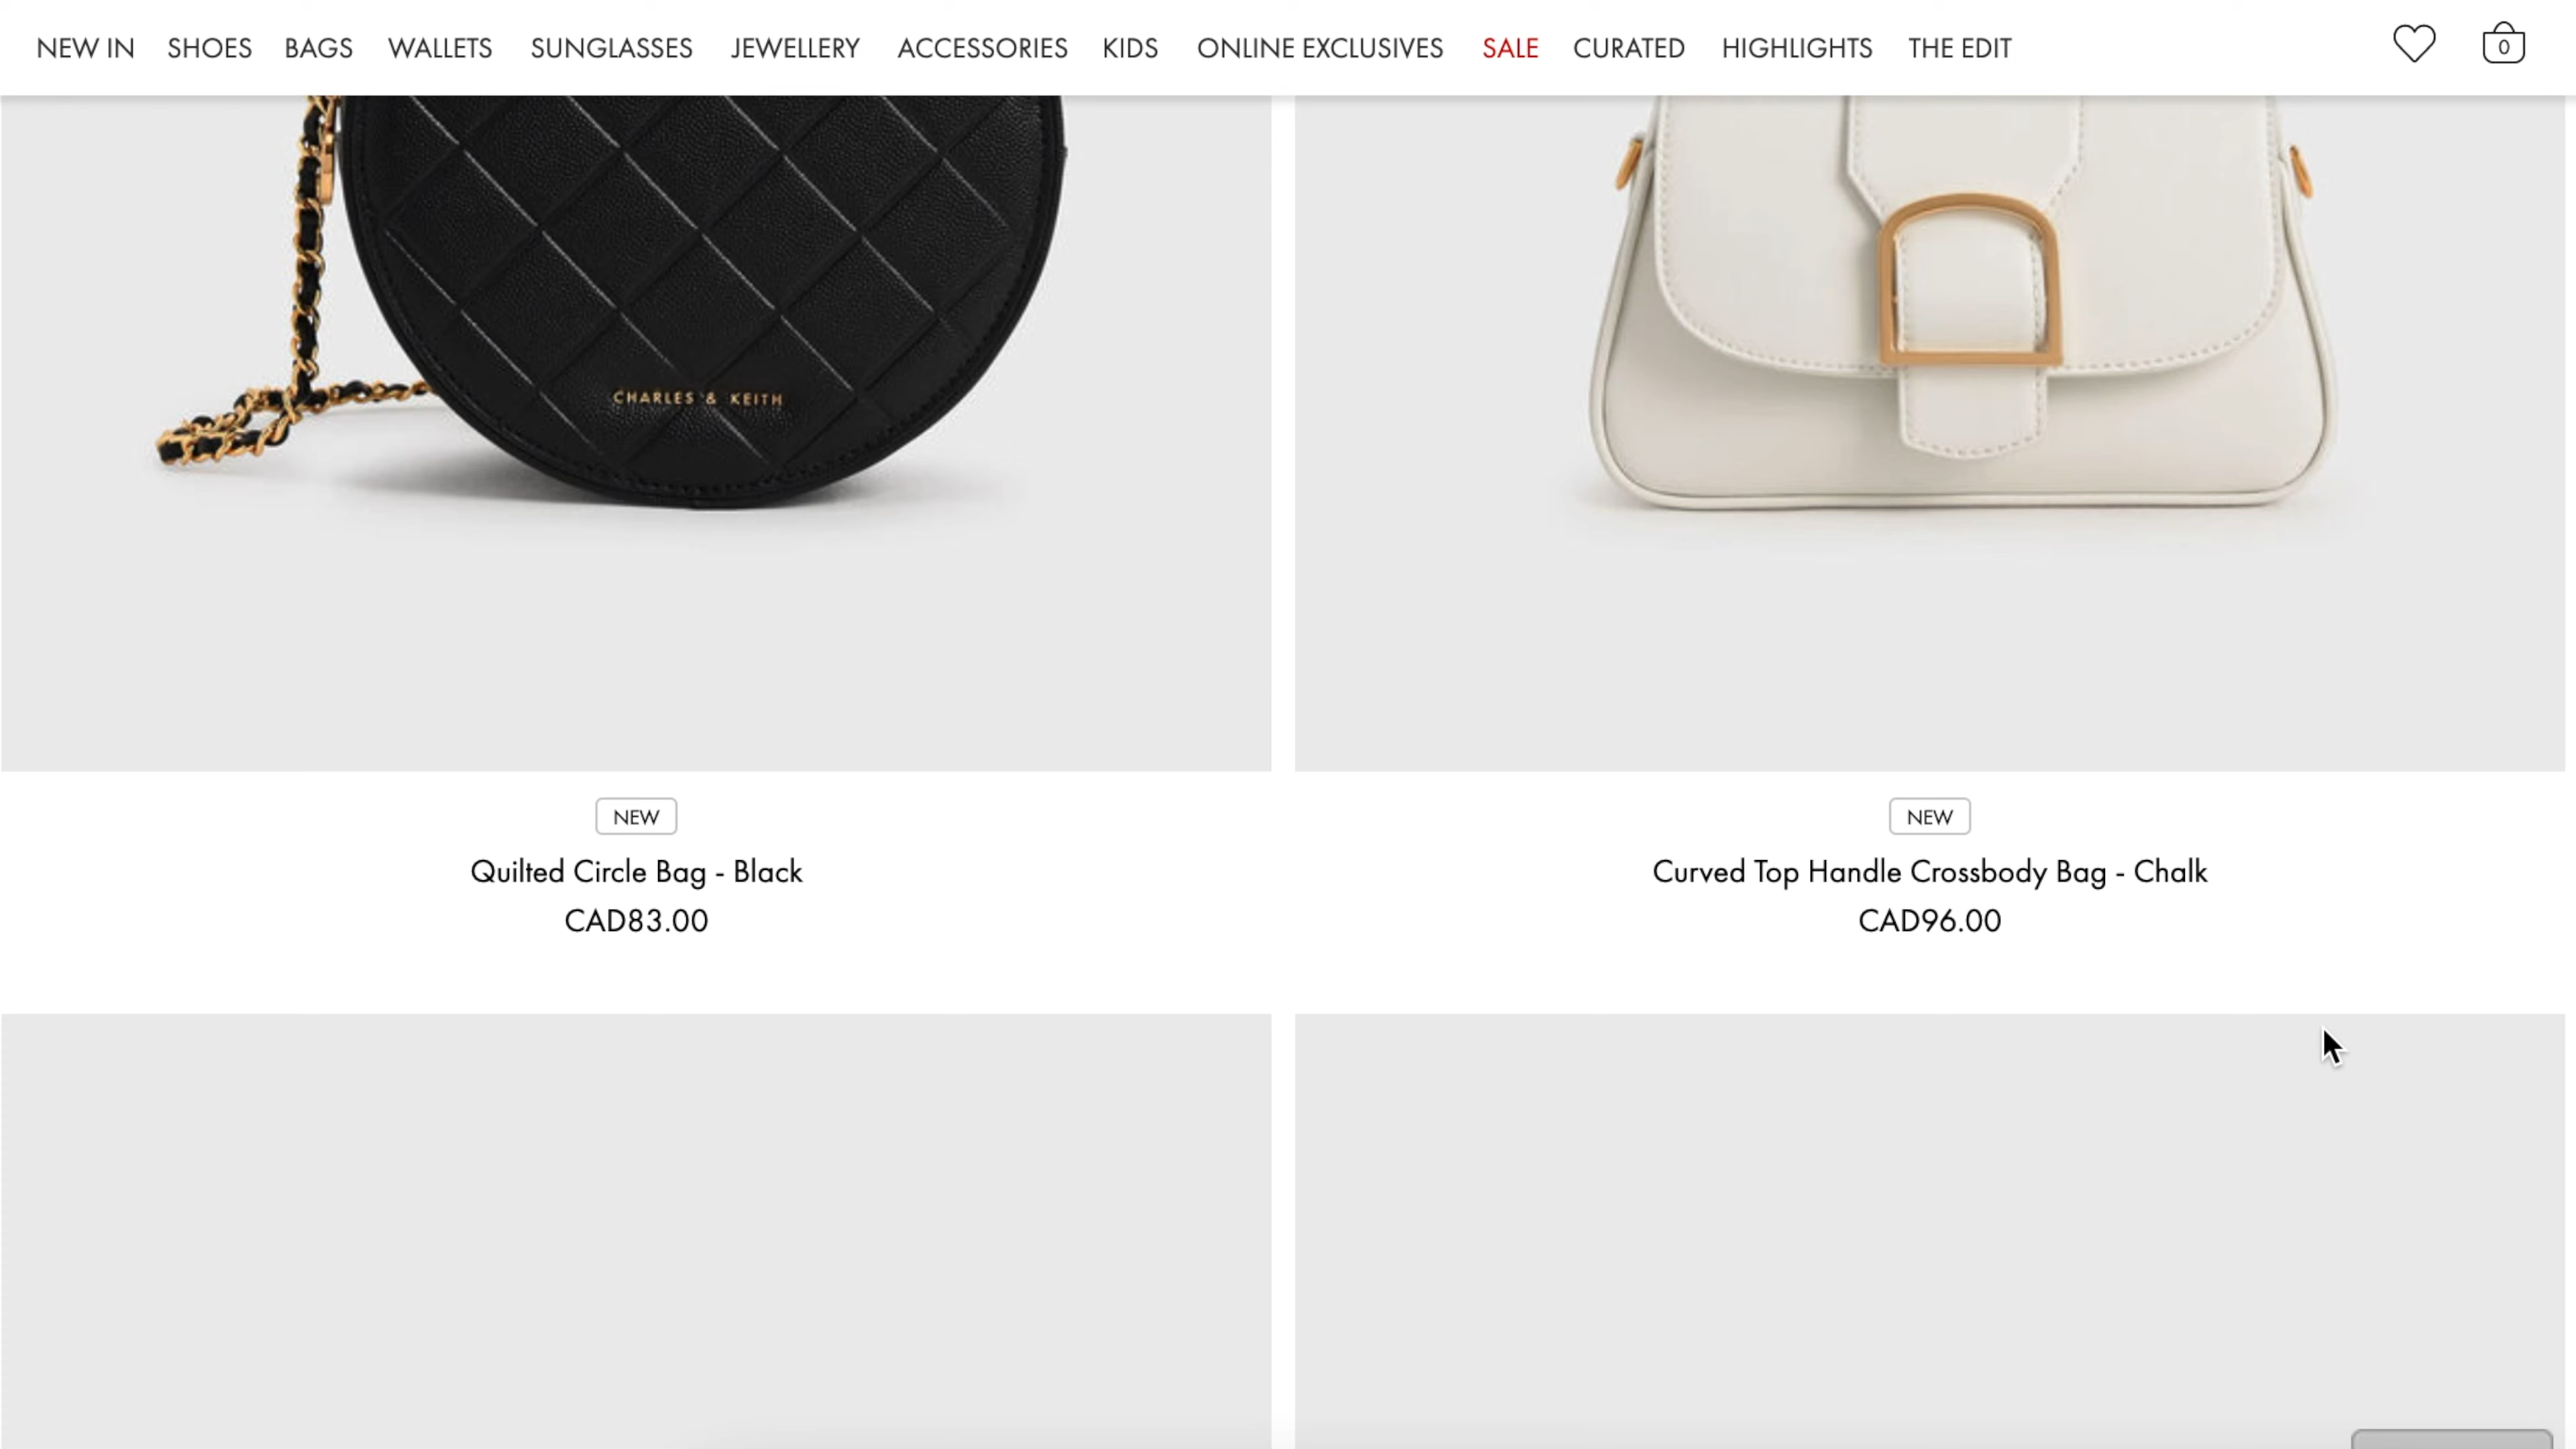 NEW IN SHOES BAGS WALLETS SUNGLASSES JEWELLERY ACCESSORIES KIDS ONLINE EXCLUSIVES SALE CURATED HIGHLIGHTS THE EDIT 0
CHARLES & KEITH
NEW
Quilted Circle Bag - Black
CAD83.00
NEW
Curved Top Handle Crossbody Bag - Chalk
CAD96.00